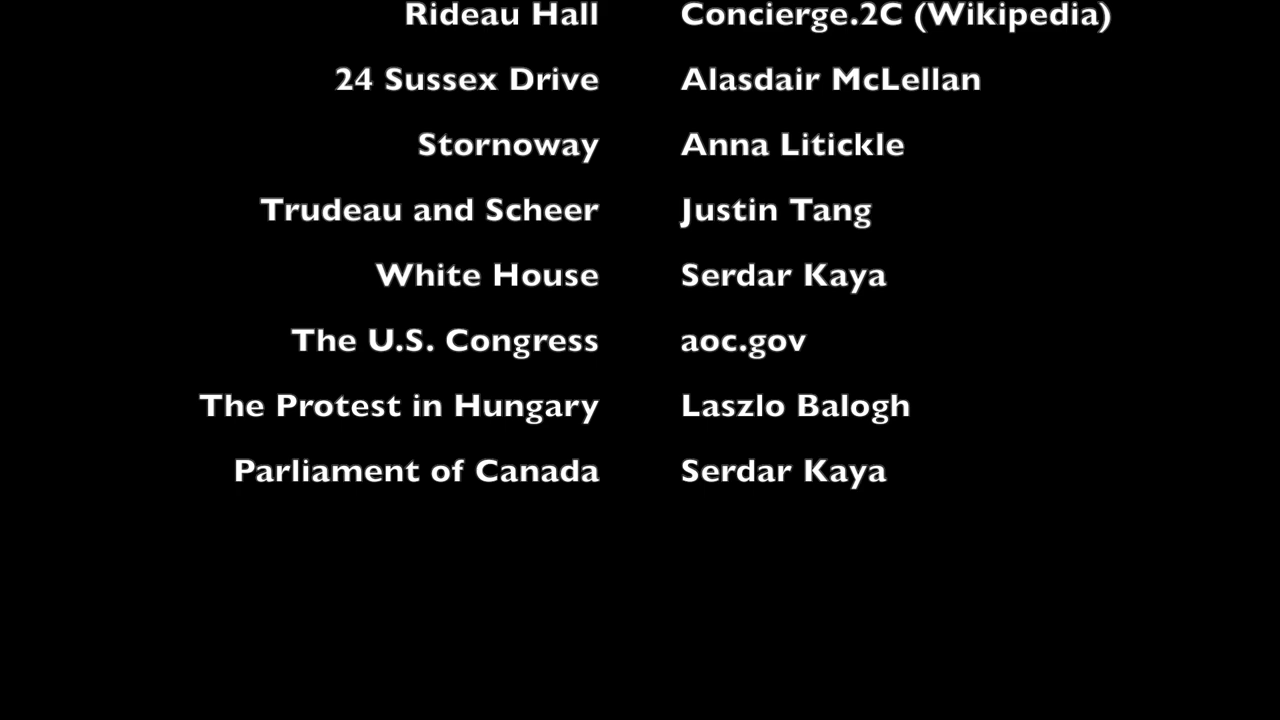 Rideau Hall Concierge.2C (Wikipedia)
24 Sussex Drive Alasdair McLellan
Stornoway Anna Litickle
Trudeau and Scheer Justin Tang
White House Serdar Kaya
The U.S. Congress aoc.gov
The Protest in Hungary Laszlo Balogh
Parliament of Canada Serdar Kaya